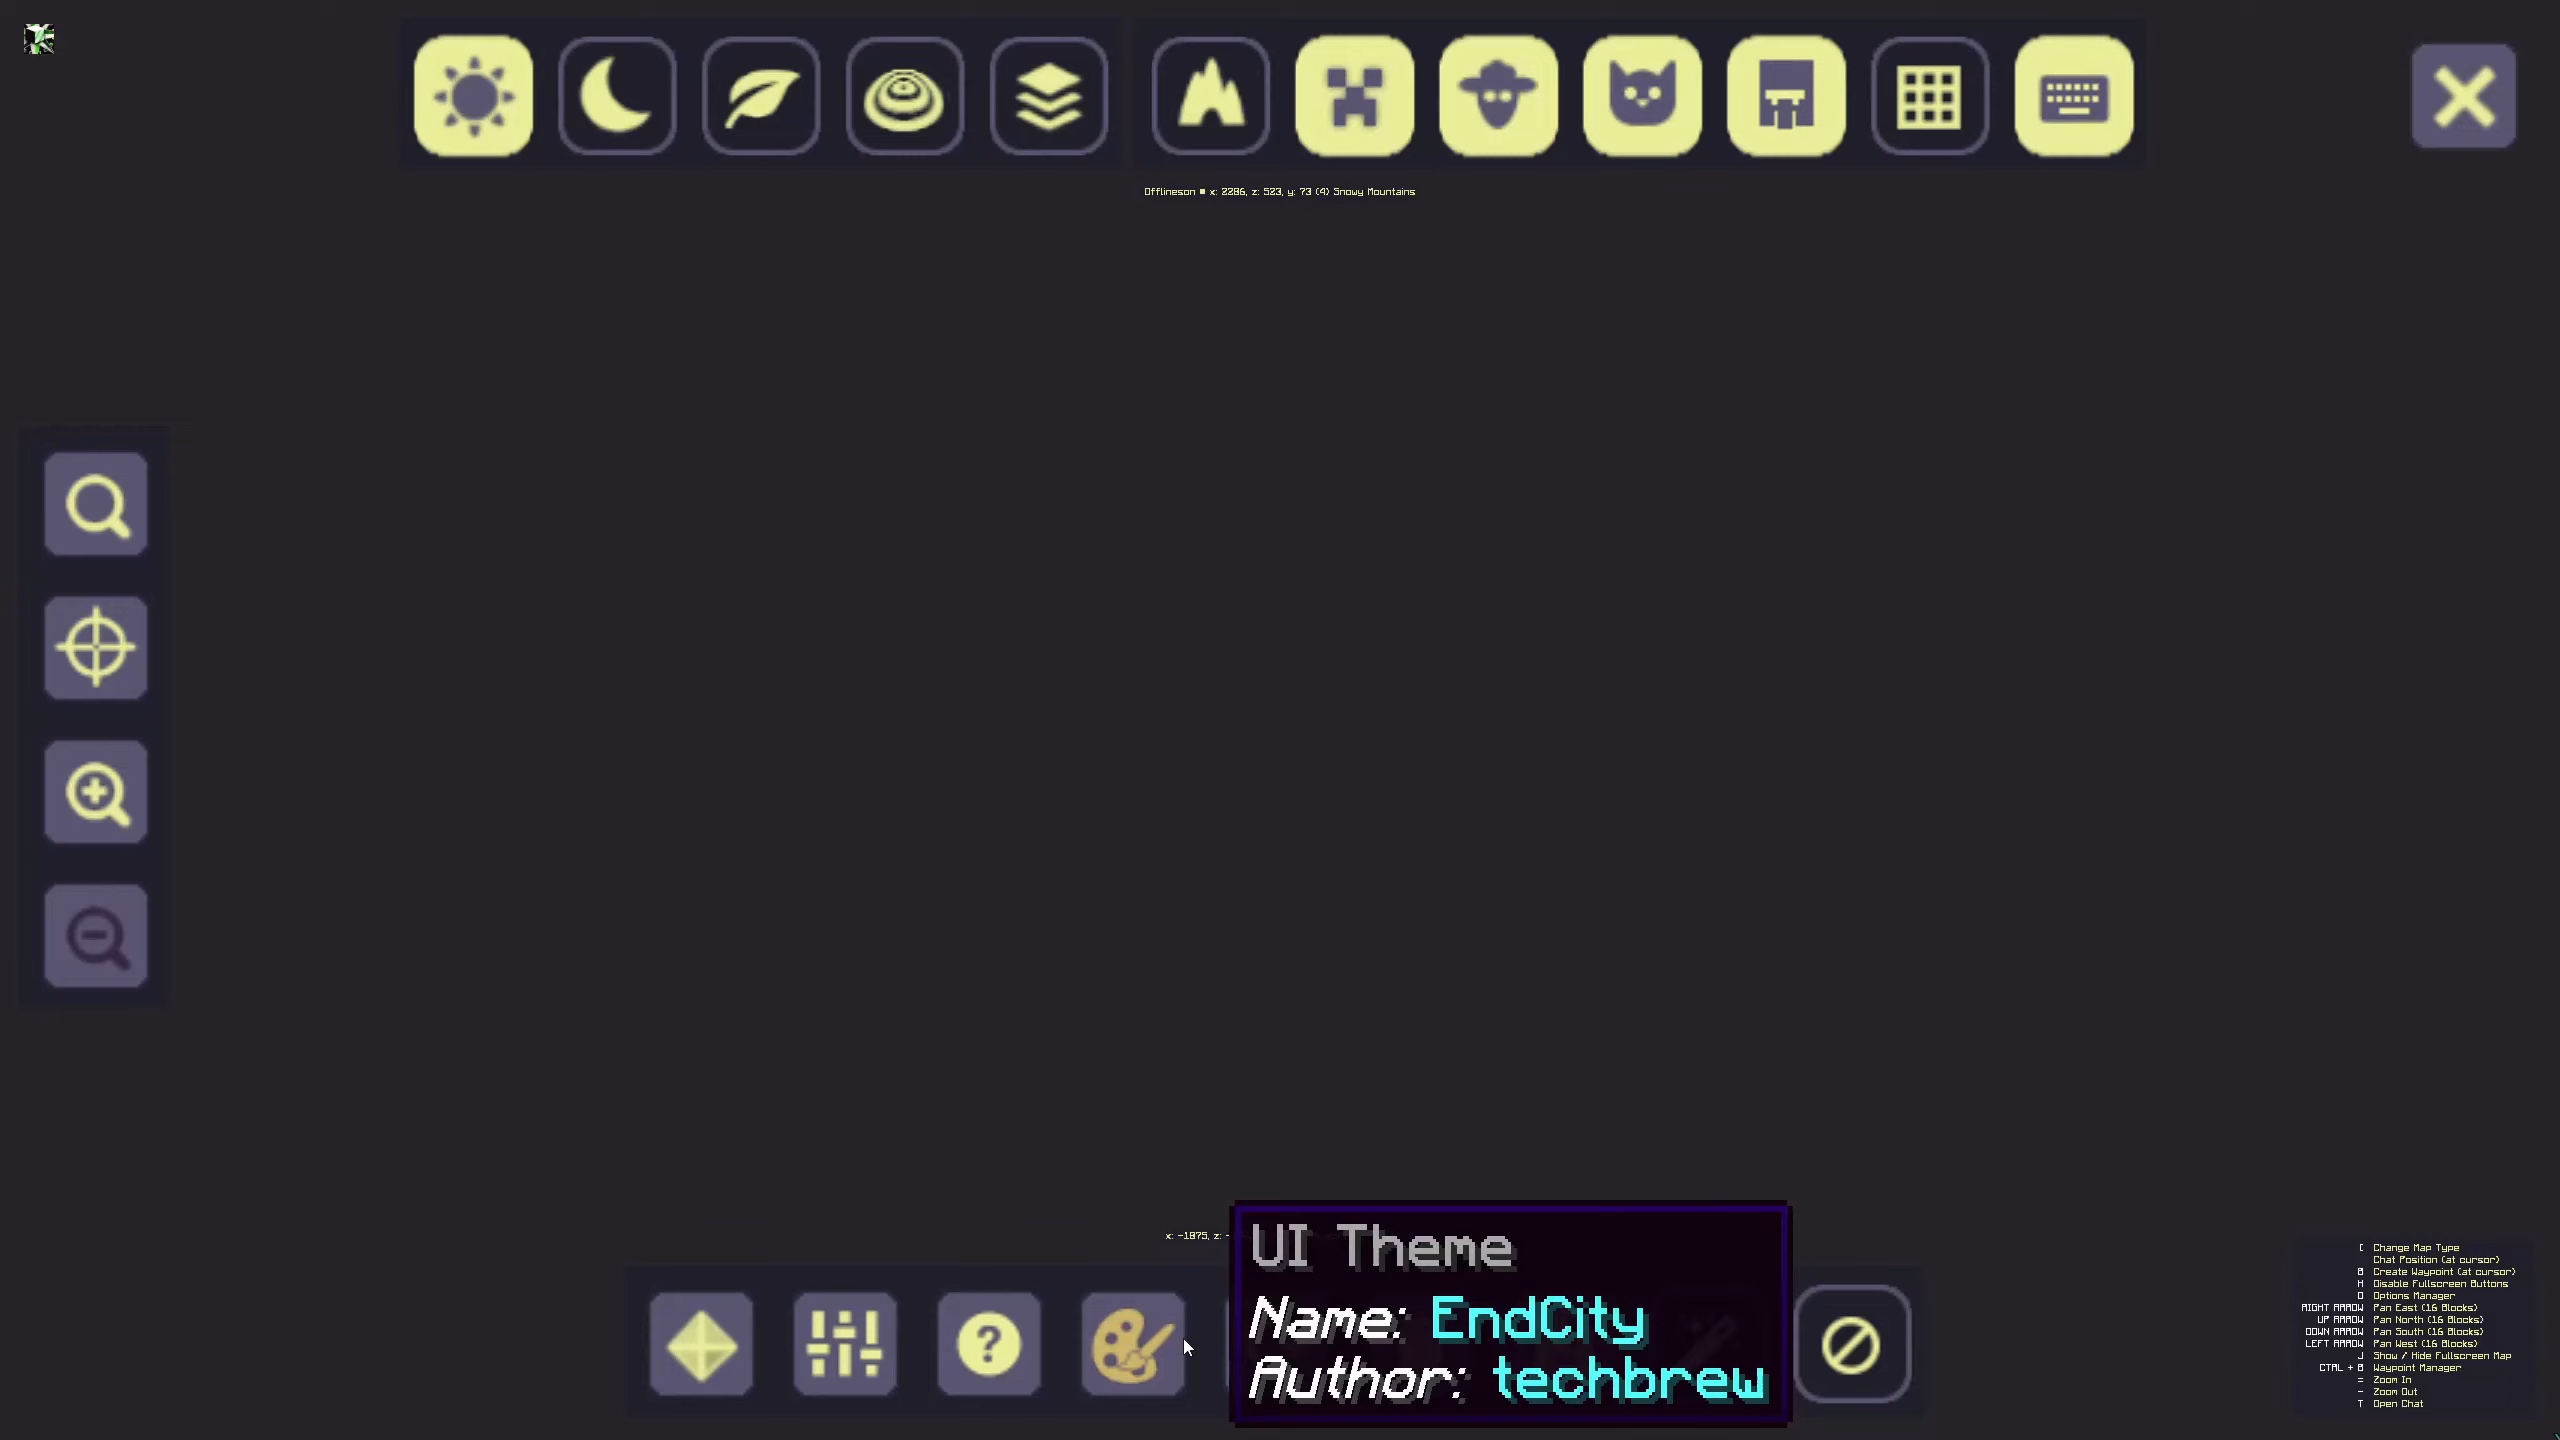 Offlineson ■ x: 2286, z: 523, y: 73 (4) Snowy Mountains
x: -1875, z: -
UI Theme
Name: EndCity
Author: techbrew
[ Change Map Type
Chat Position (at cursor)
B Create Waypoint (at cursor)
H Disable Fullscreen Buttons
O Options Manager
RIGHT ARROW Pan East (16 Blocks)
UP ARROW Pan North (16 Blocks)
DOWN ARROW Pan South (16 Blocks)
LEFT ARROW Pan West (16 Blocks)
J Show / Hide Fullscreen Map
CTRL + B Waypoint Manager
= Zoom In
- Zoom Out
T Open Chat